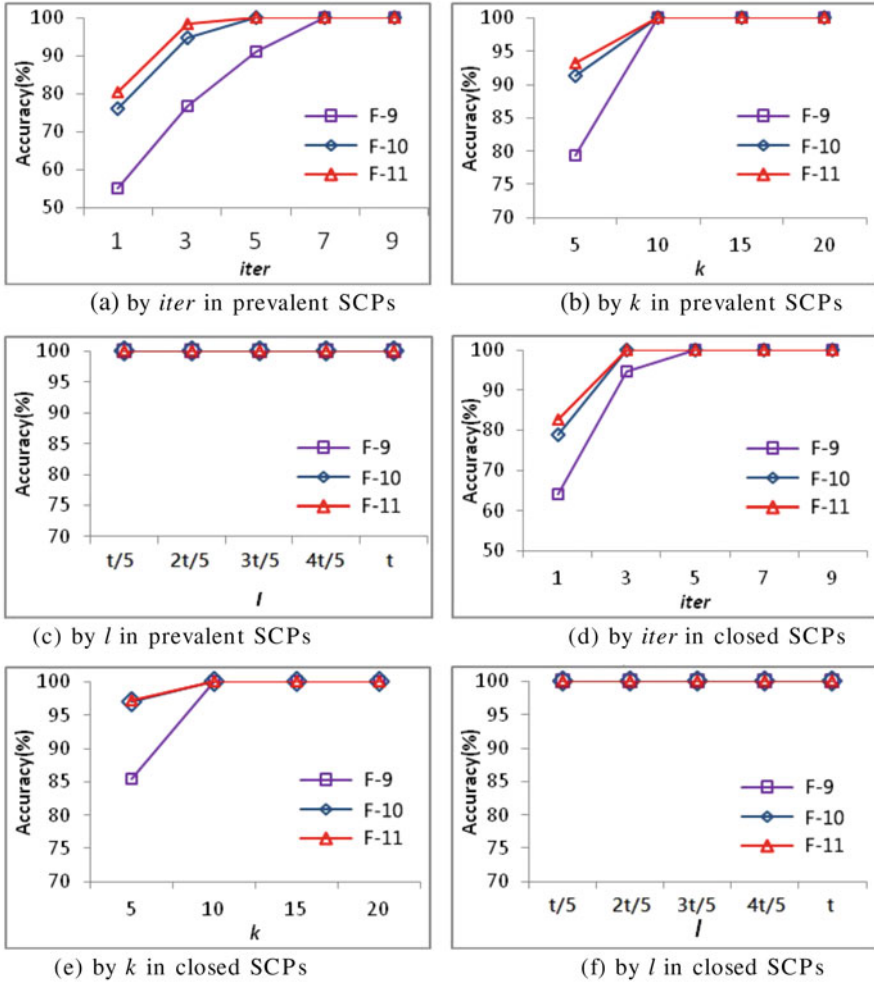 100
90
80
70
60
50
Accuracy(%)
1 3 5 7 9
iter
F-9
F-10
F-11
(a) by iter in prevalent SCPs
100
95
90
85
80
75
70
Accuracy(%)
5 10 15 20
k
F-9
F-10
F-11
(b) by k in prevalent SCPs
100
95
90
85
80
75
70
Accuracy(%)
t/5 2t/5 3t/5 4t/5 t
l
F-9
F-10
F-11
(c) by l in prevalent SCPs
100
90
80
70
60
50
Accuracy(%)
1 3 5 7 9
iter
F-9
F-10
F-11
(d) by iter in closed SCPs
100
95
90
85
80
75
70
Accuracy(%)
5 10 15 20
k
F-9
F-10
F-11
(e) by k in closed SCPs
100
95
90
85
80
75
70
Accuracy(%)
t/5 2t/5 3t/5 4t/5 t
l
F-9
F-10
F-11
(f) by l in closed SCPs